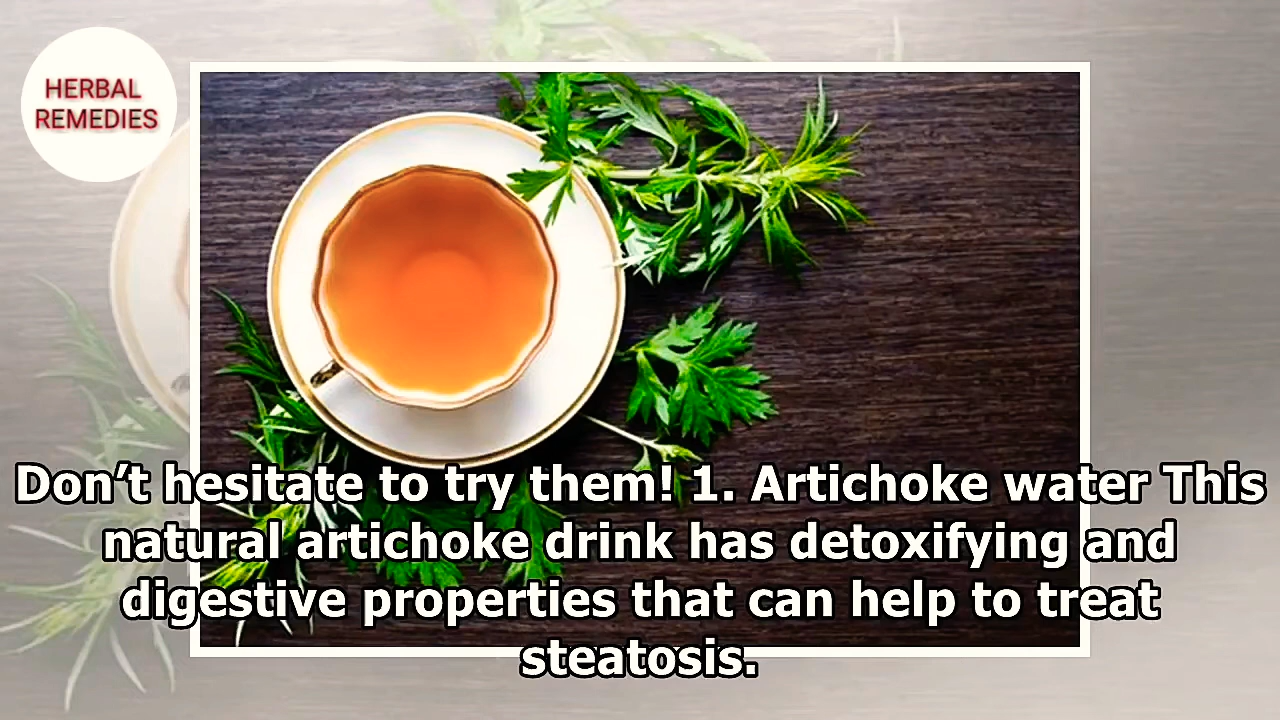 HERBAL
REMEDIES
Don’t hesitate to try them! 1. Artichoke water This
natural artichoke drink has detoxifying and
digestive properties that can help to treat
steatosis.